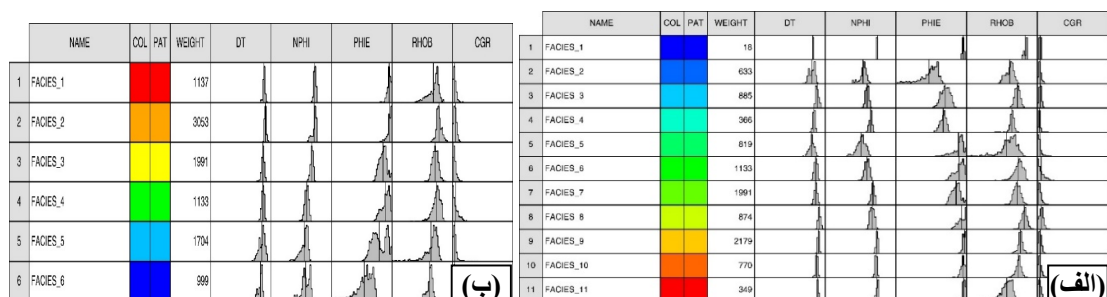 NAME COL PAT WEIGHT DT NPHI PHIE RHOB CGR
1 FACIES_1 1137
2 FACIES_2 3053
3 FACIES_3 1991
4 FACIES_4 1133
5 FACIES_5 1704
6 FACIES_6 999
(ب)
NAME COL PAT WEIGHT DT NPHI PHIE RHOB CGR
1 FACIES_1 18
2 FACIES_2 633
3 FACIES_3 885
4 FACIES_4 366
5 FACIES_5 819
6 FACIES_6 1133
7 FACIES_7 1991
8 FACIES_8 874
9 FACIES_9 2179
10 FACIES_10 770
11 FACIES_11 349
(الف)